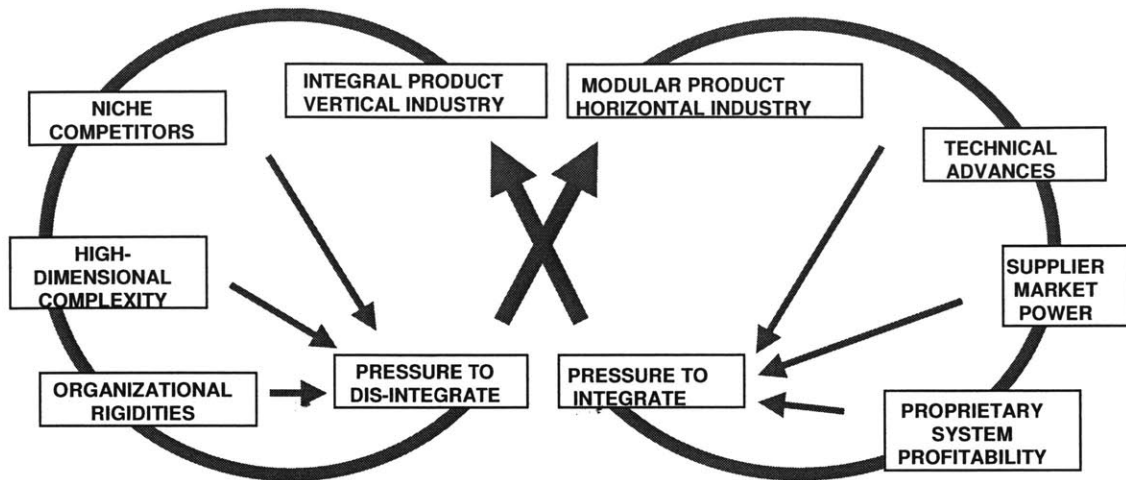 INTEGRAL PRODUCT
VERTICAL INDUSTRY
MODULAR PRODUCT
HORIZONTAL INDUSTRY
NICHE
COMPETITORS
TECHNICAL
ADVANCES
HIGH-
DIMENSIONAL
COMPLEXITY
SUPPLIER
MARKET
POWER
ORGANIZATIONAL
RIGIDITIES
PRESSURE TO
DIS-INTEGRATE
PRESSURE TO
INTEGRATE
PROPRIETARY
SYSTEM
PROFITABILITY